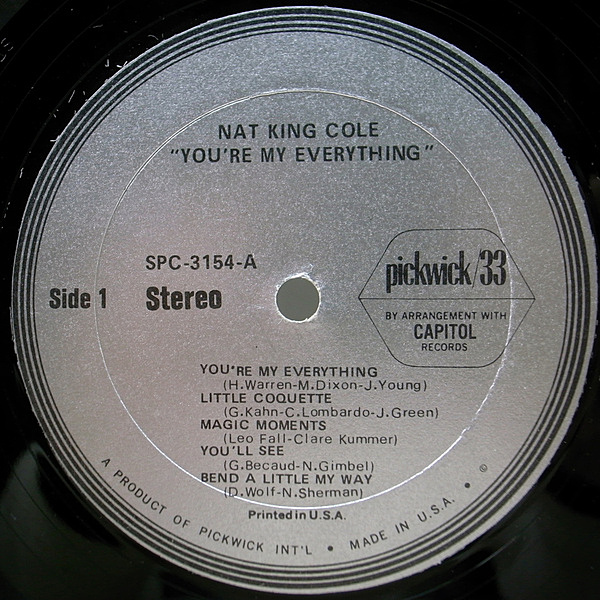 NAT KING COLE
"YOU'RE MY EVERYTHING"
SPC-3154-A
Side 1 Stereo
pickwick/33
BY ARRANGEMENT WITH
CAPITOL
RECORDS
YOU'RE MY EVERYTHING
(H.Warren-M.Dixon-J.Young)
LITTLE COQUETTE
(G.Kahn-C.Lombardo-J.Green)
MAGIC MOMENTS
(Leo Fall-Clare Kummer)
YOU'LL SEE
(G.Becaud-N.Gimbel)
BEND A LITTLE MY WAY
(D.Wolf-N.Sherman)
Printed in U.S.A.
A PRODUCT OF PICKWICK INT'L • MADE IN U.S.A. • ©